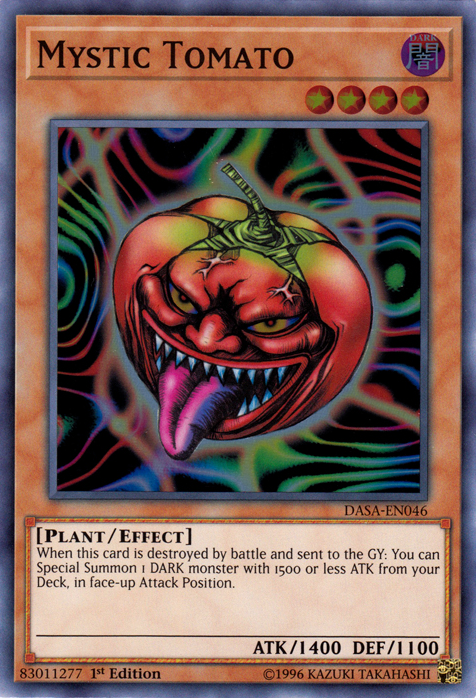 MYSTIC TOMATO
DARK
闇
DASA-EN046
[PLANT/EFFECT]
When this card is destroyed by battle and sent to the GY: You can
Special Summon 1 DARK monster with 1500 or less ATK from your
Deck, in face-up Attack Position.
ATK/1400 DEF/1100
83011277 1st Edition
©1996 KAZUKI TAKAHASHI